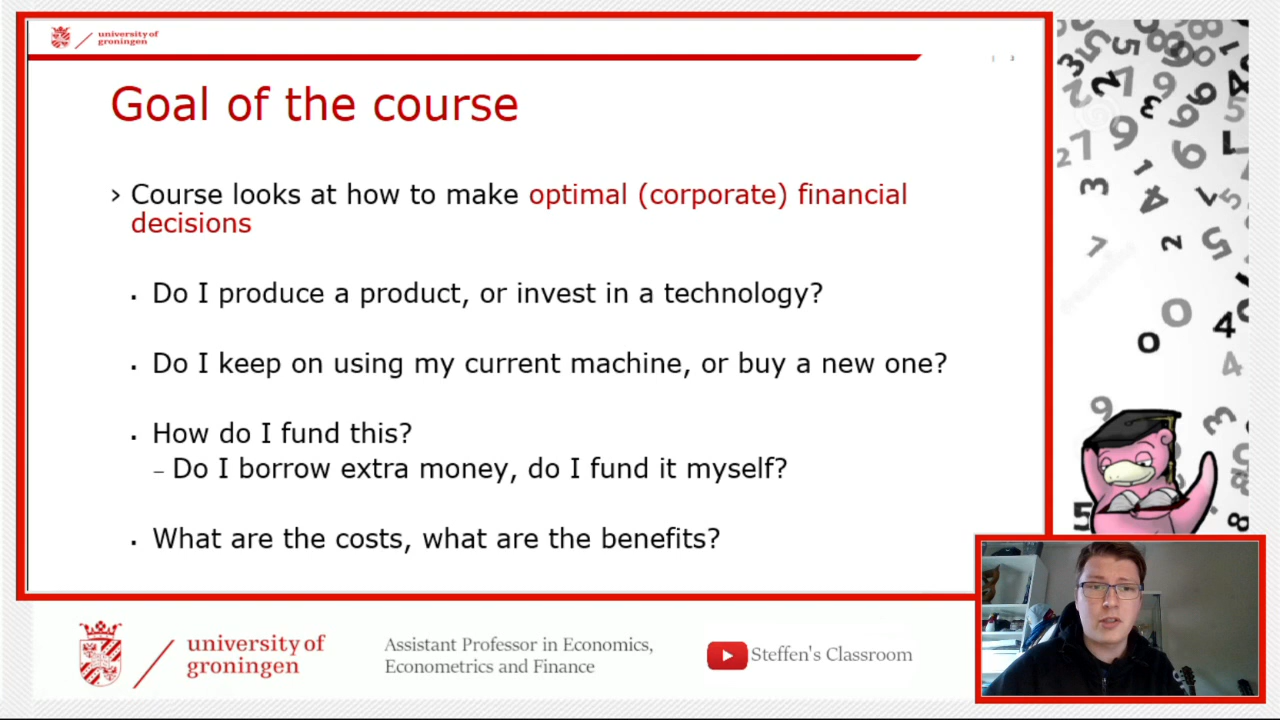 university of
groningen
| 3
Goal of the course
› Course looks at how to make optimal (corporate) financial
decisions
▪ Do I produce a product, or invest in a technology?
▪ Do I keep on using my current machine, or buy a new one?
▪ How do I fund this?
– Do I borrow extra money, do I fund it myself?
▪ What are the costs, what are the benefits?
university of
groningen
Assistant Professor in Economics,
Econometrics and Finance
Steffen's Classroom